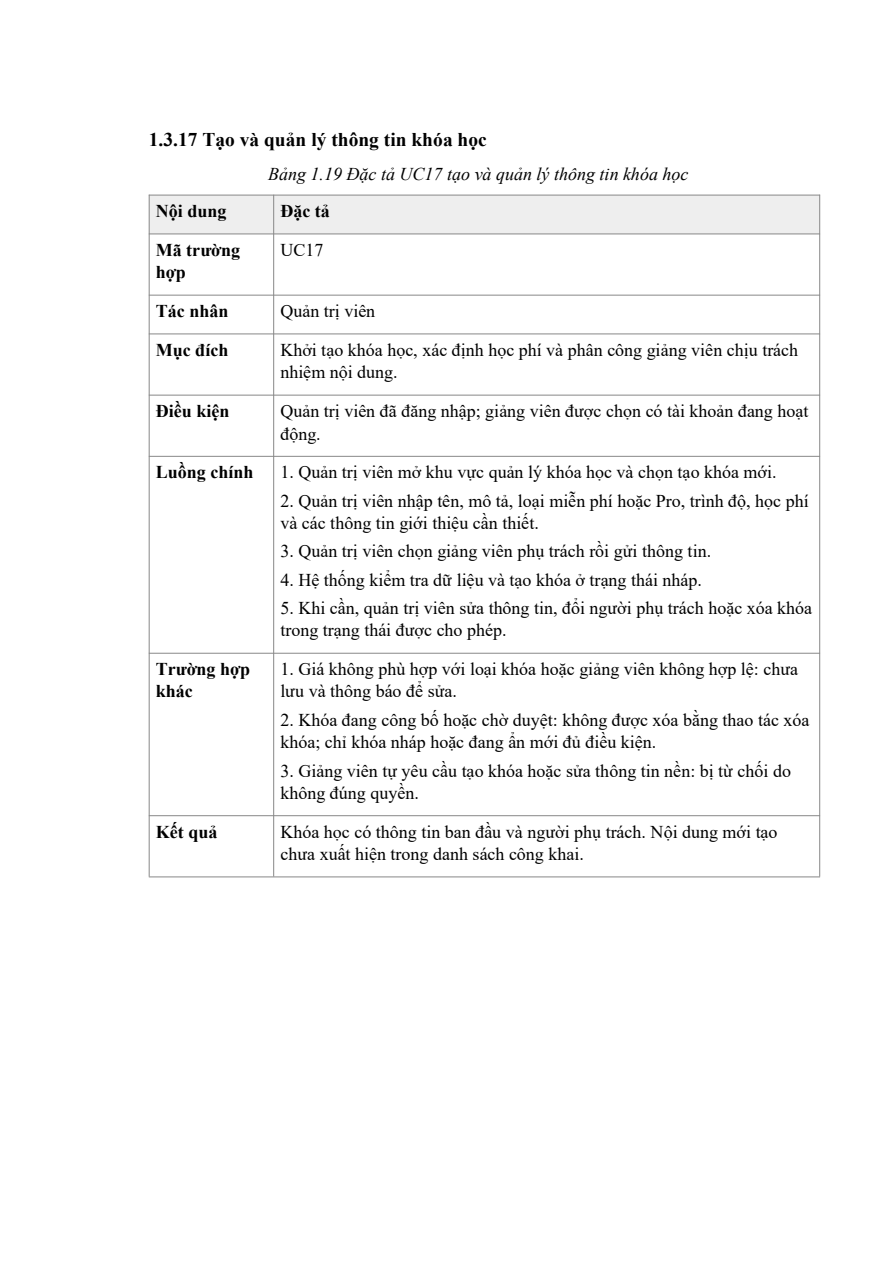 1.3.17 Tạo và quản lý thông tin khóa học
Bảng 1.19 Đặc tả UC17 tạo và quản lý thông tin khóa học
Nội dung
Đặc tả
Mã trường
hợp
UC17
Tác nhân
Quản trị viên
Mục đích
Khởi tạo khóa học, xác định học phí và phân công giảng viên chịu trách
nhiệm nội dung.
Điều kiện
Quản trị viên đã đăng nhập; giảng viên được chọn có tài khoản đang hoạt
động.
Luồng chính
1. Quản trị viên mở khu vực quản lý khóa học và chọn tạo khóa mới.
2. Quản trị viên nhập tên, mô tả, loại miễn phí hoặc Pro, trình độ, học phí
và các thông tin giới thiệu cần thiết.
3. Quản trị viên chọn giảng viên phụ trách rồi gửi thông tin.
4. Hệ thống kiểm tra dữ liệu và tạo khóa ở trạng thái nháp.
5. Khi cần, quản trị viên sửa thông tin, đổi người phụ trách hoặc xóa khóa
trong trạng thái được cho phép.
Trường hợp
khác
1. Giá không phù hợp với loại khóa hoặc giảng viên không hợp lệ: chưa
lưu và thông báo để sửa.
2. Khóa đang công bố hoặc chờ duyệt: không được xóa bằng thao tác xóa
khóa; chỉ khóa nháp hoặc đang ẩn mới đủ điều kiện.
3. Giảng viên tự yêu cầu tạo khóa hoặc sửa thông tin nền: bị từ chối do
không đúng quyền.
Kết quả
Khóa học có thông tin ban đầu và người phụ trách. Nội dung mới tạo
chưa xuất hiện trong danh sách công khai.